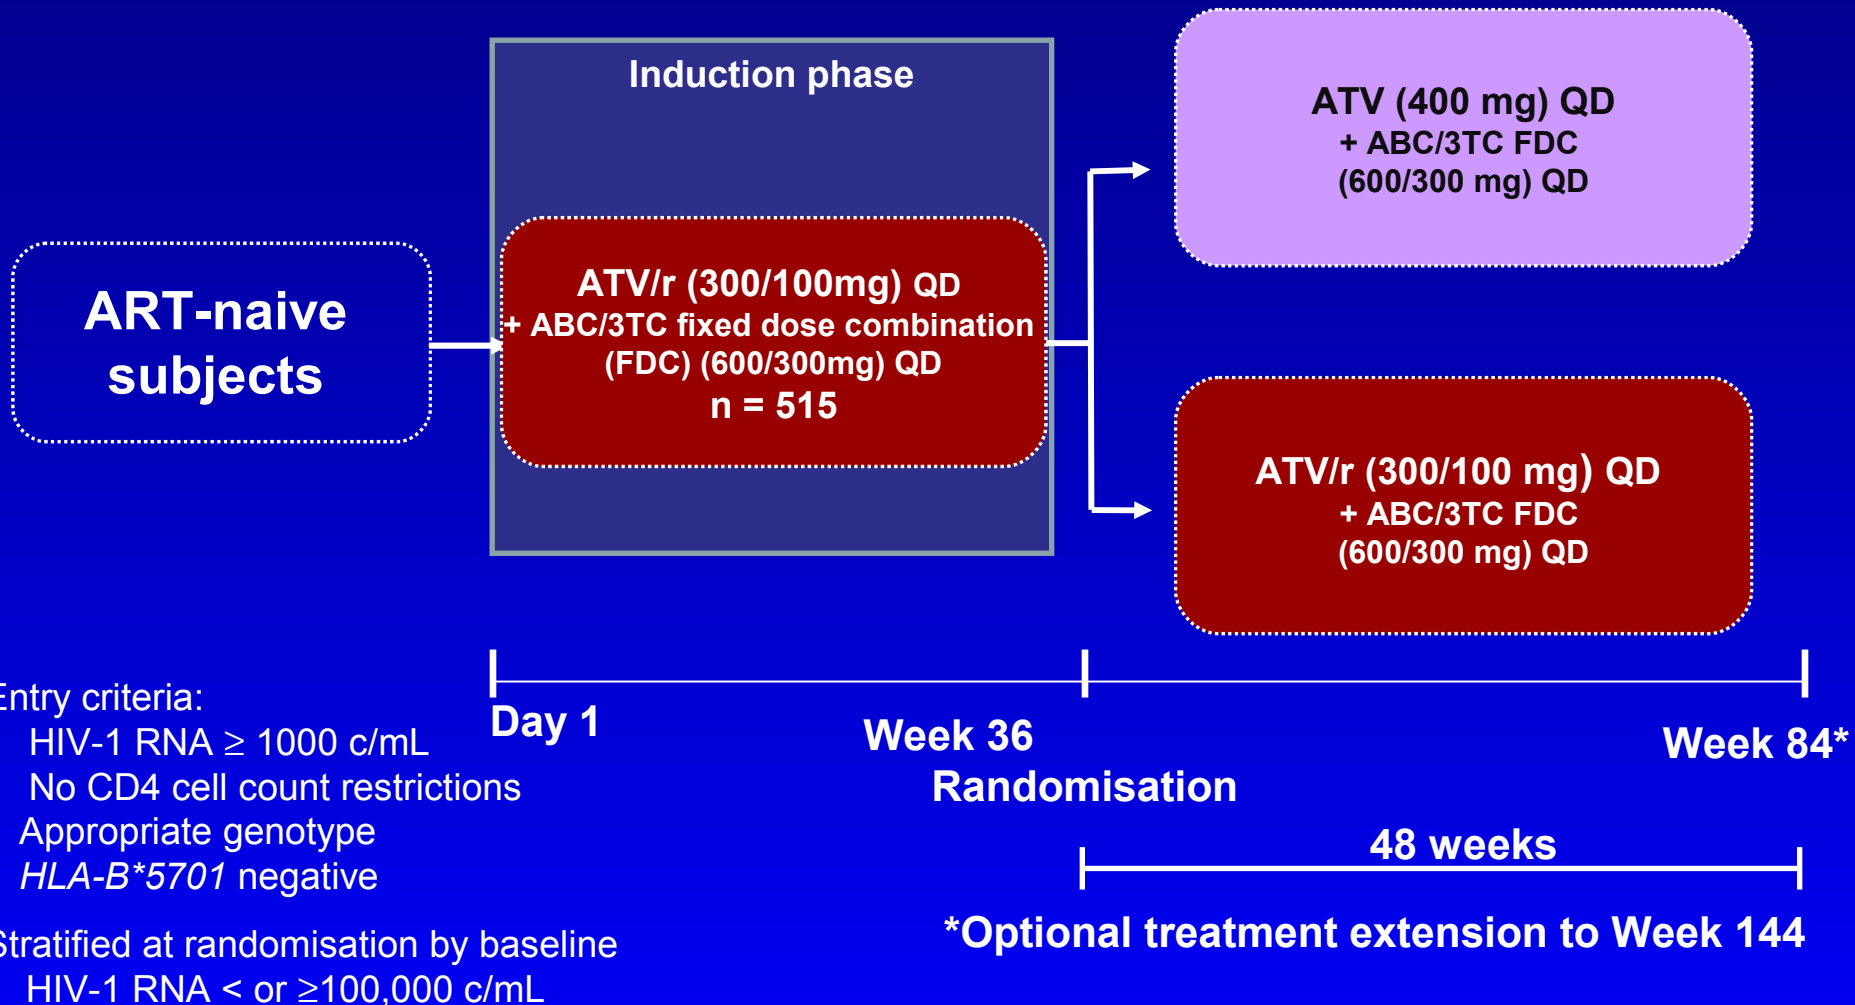 Induction phase
ART-naive
subjects
ATV/r (300/100mg) QD
+ ABC/3TC fixed dose combination
(FDC) (600/300mg) QD
n = 515
ATV (400 mg) QD
+ ABC/3TC FDC
(600/300 mg) QD
ATV/r (300/100 mg) QD
+ ABC/3TC FDC
(600/300 mg) QD
Day 1
Week 36
Randomisation
Week 84*
48 weeks
*Optional treatment extension to Week 144
Entry criteria:
HIV-1 RNA ≥ 1000 c/mL
No CD4 cell count restrictions
Appropriate genotype
HLA-B*5701 negative
Stratified at randomisation by baseline
HIV-1 RNA < or ≥100,000 c/mL